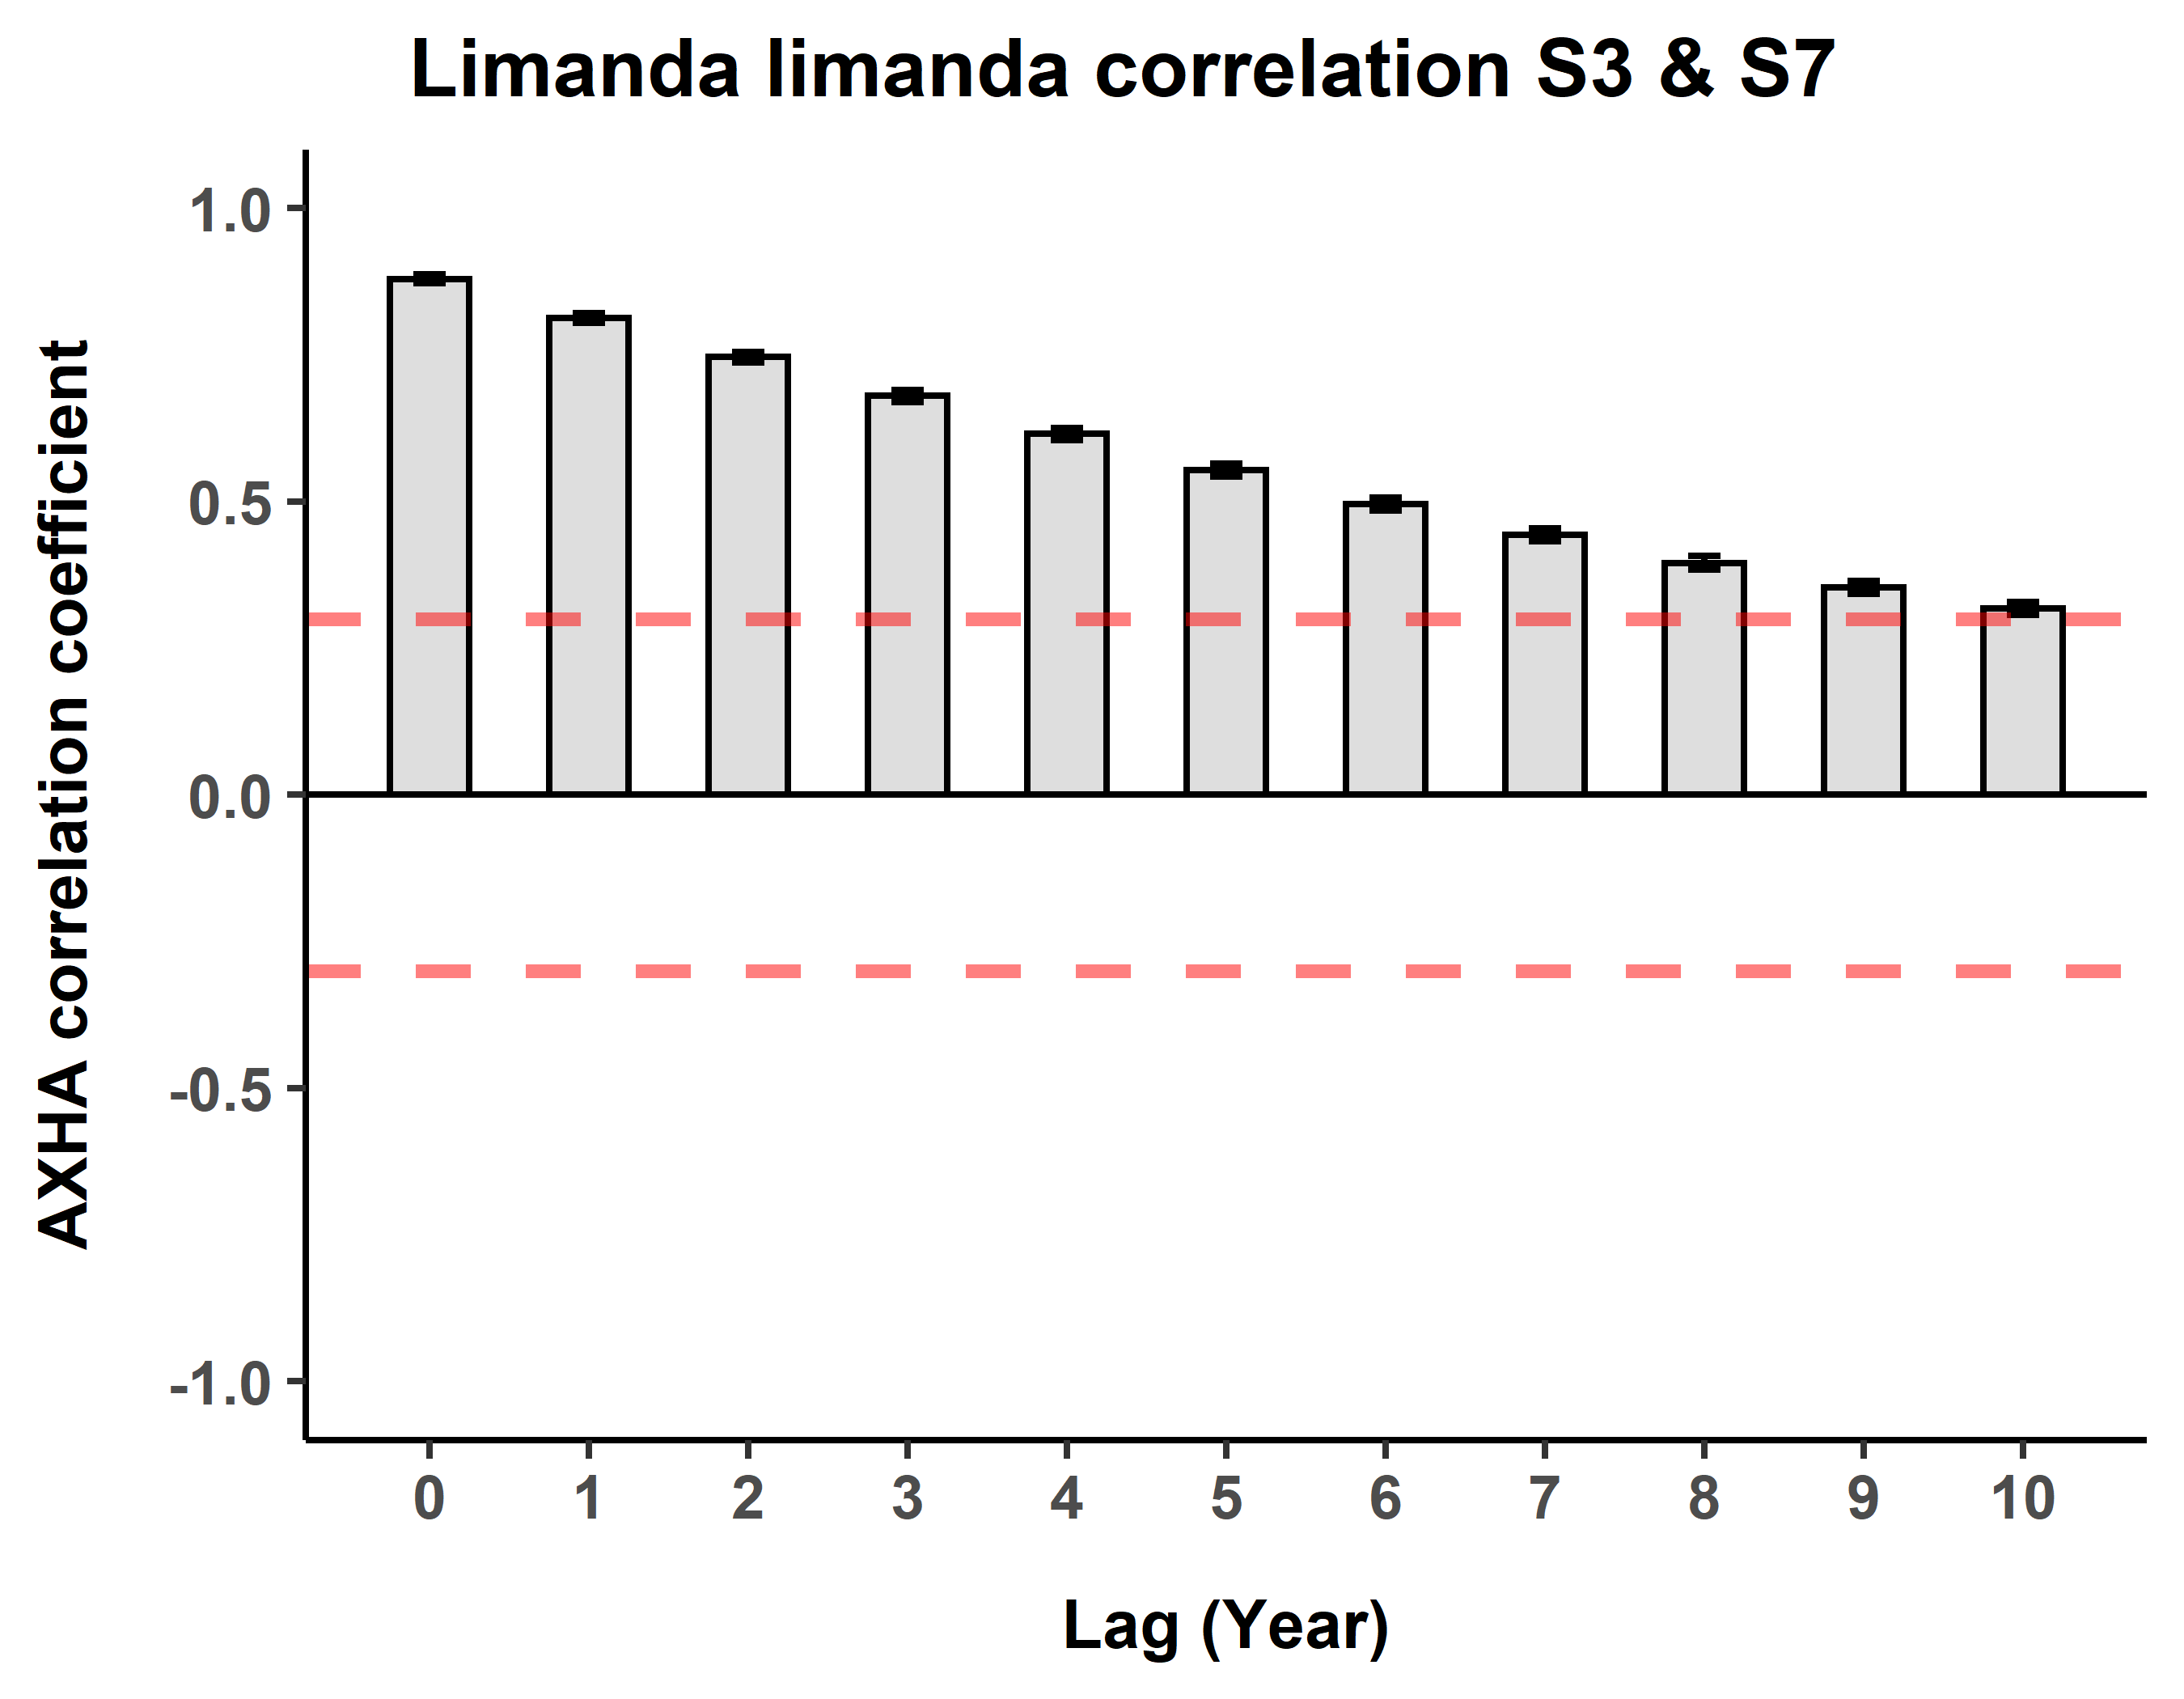 Limanda limanda correlation S3 & S7
AXHA correlation coefficient
1.0
0.5
0.0
-0.5
-1.0
0 1 2 3 4 5 6 7 8 9 10
Lag (Year)